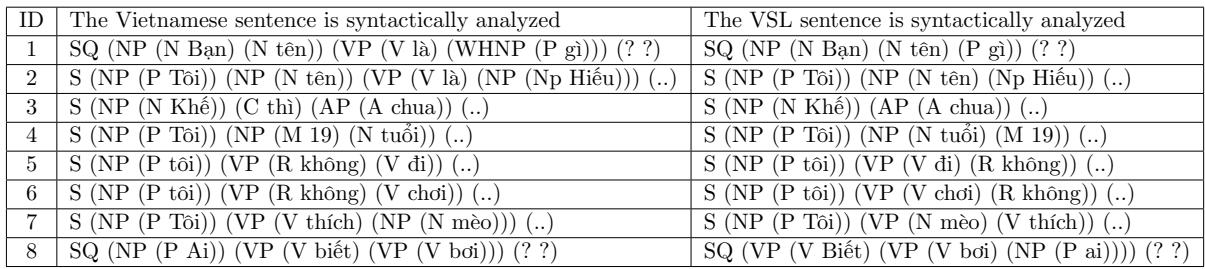 ID The Vietnamese sentence is syntactically analyzed The VSL sentence is syntactically analyzed
1 SQ (NP (N Bạn) (N tên)) (VP (V là) (WHNP (P gì))) (? ?) SQ (NP (N Bạn) (N tên) (P gì)) (? ?)
2 S (NP (P Tôi)) (NP (N tên)) (VP (V là) (NP (Np Hiếu))) (..) S (NP (P Tôi)) (NP (N tên) (Np Hiếu)) (..)
3 S (NP (N Khế)) (C thì) (AP (A chua)) (..) S (NP (N Khế)) (AP (A chua)) (..)
4 S (NP (P Tôi)) (NP (M 19) (N tuổi)) (..) S (NP (P Tôi)) (NP (N tuổi) (M 19)) (..)
5 S (NP (P tôi)) (VP (R không) (V đi)) (..) S (NP (P tôi)) (VP (V đi) (R không)) (..)
6 S (NP (P tôi)) (VP (R không) (V chơi)) (..) S (NP (P tôi)) (VP (V chơi) (R không)) (..)
7 S (NP (P Tôi)) (VP (V thích) (NP (N mèo))) (..) S (NP (P Tôi)) (VP (N mèo) (V thích)) (..)
8 SQ (NP (P Ai)) (VP (V biết) (VP (V bơi))) (? ?) SQ (VP (V Biết) (VP (V bơi) (NP (P ai)))) (? ?)